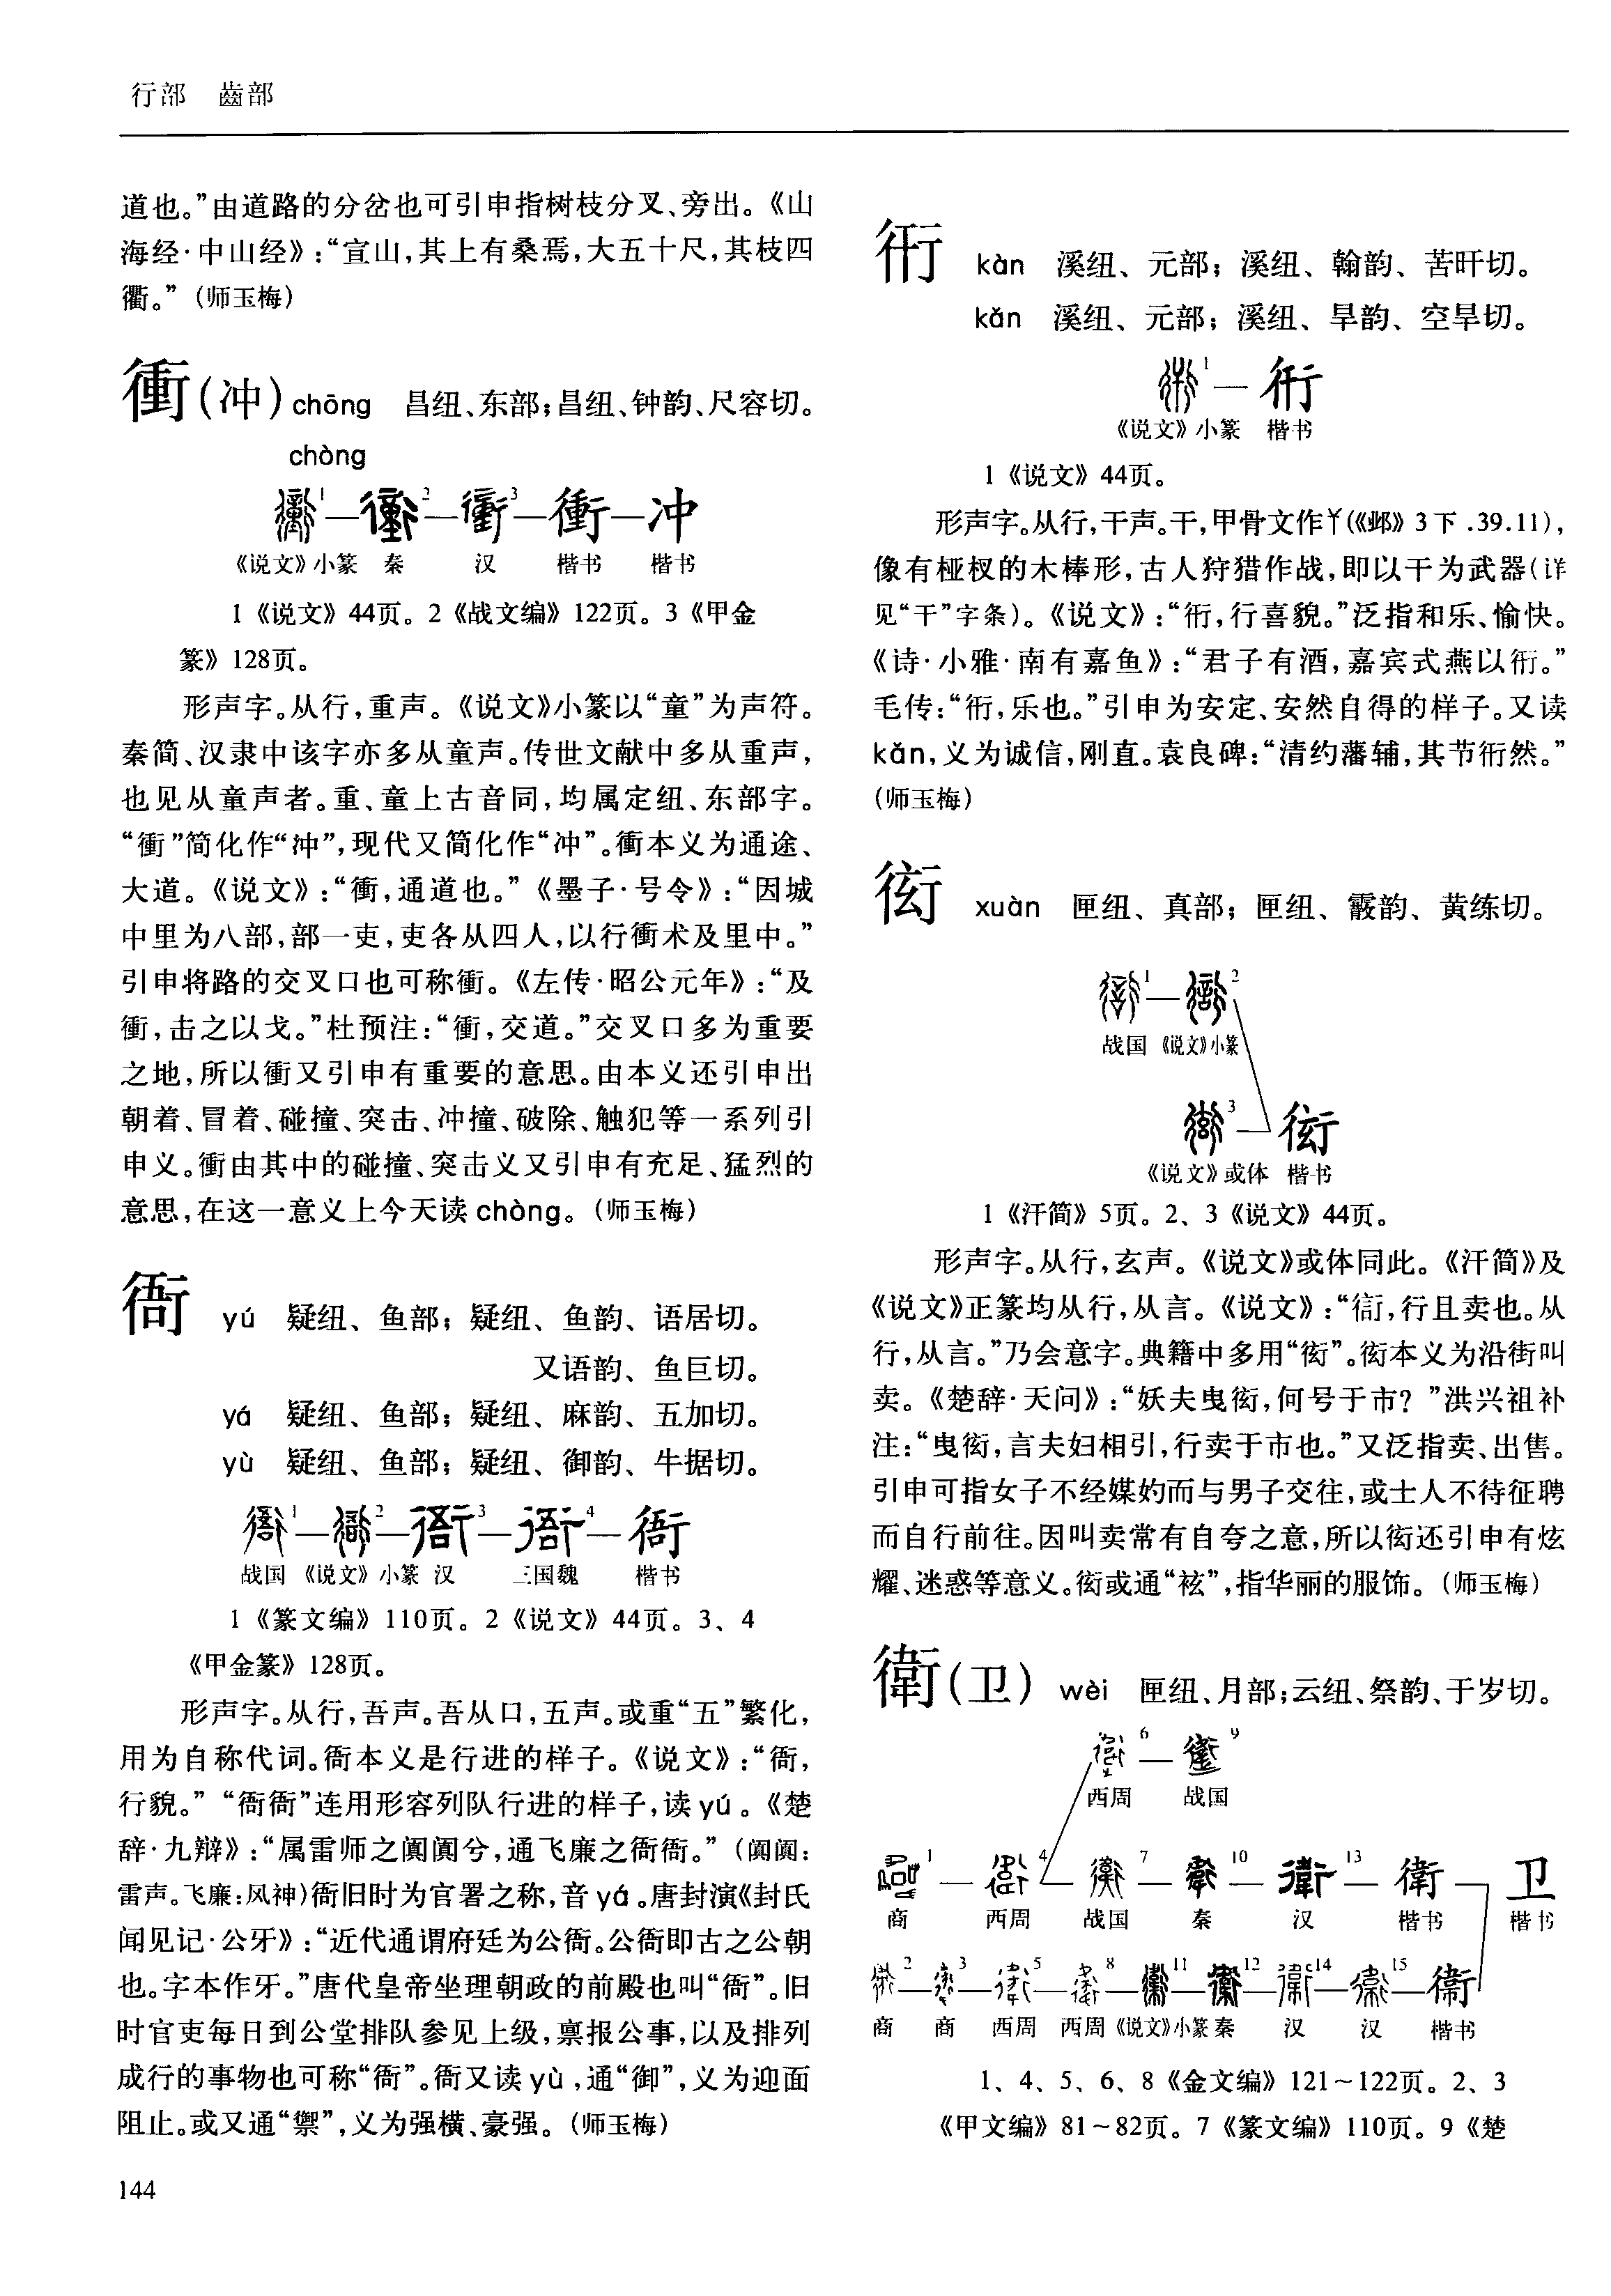 行部　齒部
道也。”由道路的分岔也可引申指树枝分叉、旁出。《山
海经·中山经》：“宣山，其上有桑焉，大五十尺，其枝四
衢。”（师玉梅）
衝（冲）chōng　昌纽、东部；昌纽、钟韵、尺容切。
chòng
1—2—3—衝—冲
《说文》小篆　秦　汉　楷书　楷书
1《说文》44页。2《战文编》122页。3《甲金
篆》128页。
形声字。从行，重声。《说文》小篆以“童”为声符。
秦简、汉隶中该字亦多从童声。传世文献中多从重声，
也见从童声者。重、童上古音同，均属定纽、东部字。
“衝”简化作“沖”，现代又简化作“冲”。衝本义为通途、
大道。《说文》：“衝，通道也。”《墨子·号令》：“因城
中里为八部，部一吏，吏各从四人，以行衝术及里中。”
引申将路的交叉口也可称衝。《左传·昭公元年》：“及
衝，击之以戈。”杜预注：“衝，交道。”交叉口多为重要
之地，所以衝又引申有重要的意思。由本义还引申出
朝着、冒着、碰撞、突击、冲撞、破除、触犯等一系列引
申义。衝由其中的碰撞、突击义又引申有充足、猛烈的
意思，在这一意义上今天读 chòng。（师玉梅）
衙　yú　疑纽、鱼部；疑纽、鱼韵、语居切。
又语韵、鱼巨切。
yá　疑纽、鱼部；疑纽、麻韵、五加切。
yù　疑纽、鱼部；疑纽、御韵、牛据切。
1—2—3—4—衙
战国　《说文》小篆　汉　三国魏　楷书
1《篆文编》110页。2《说文》44页。3、4
《甲金篆》128页。
形声字。从行，吾声。吾从口，五声。或重“五”繁化，
用为自称代词。衙本义是行进的样子。《说文》：“衙，
行貌。”“衙衙”连用形容列队行进的样子，读 yú。《楚
辞·九辩》：“属雷师之阗阗兮，通飞廉之衙衙。”（阗阗：
雷声。飞廉：风神）衙旧时为官署之称，音 yá。唐封演《封氏
闻见记·公牙》：“近代通谓府廷为公衙。公衙即古之公朝
也。字本作牙。”唐代皇帝坐理朝政的前殿也叫“衙”。旧
时官吏每日到公堂排队参见上级，禀报公事，以及排列
成行的事物也可称“衙”。衙又读 yù，通“御”，义为迎面
阻止。或又通“禦”，义为强横、豪强。（师玉梅）
144
衎　kàn　溪纽、元部；溪纽、翰韵、苦旰切。
kǎn　溪纽、元部；溪纽、旱韵、空旱切。
1—衎
《说文》小篆　楷书
1《说文》44页。
形声字。从行，干声。干，甲骨文作（《邺》3下.39.11），
像有桠杈的木棒形，古人狩猎作战，即以干为武器（详
见“干”字条）。《说文》：“衎，行喜貌。”泛指和乐、愉快。
《诗·小雅·南有嘉鱼》：“君子有酒，嘉宾式燕以衎。”
毛传：“衎，乐也。”引申为安定、安然自得的样子。又读
kǎn，义为诚信，刚直。袁良碑：“清约藩辅，其节衎然。”
（师玉梅）
衒　xuàn　匣纽、真部；匣纽、霰韵、黄练切。
1—2
战国　《说文》小篆
3—衒
《说文》或体　楷书
1《汗简》5页。2、3《说文》44页。
形声字。从行，玄声。《说文》或体同此。《汗简》及
《说文》正篆均从行，从言。《说文》：“衏，行且卖也。从
行，从言。”乃会意字。典籍中多用“衒”。衒本义为沿街叫
卖。《楚辞·天问》：“妖夫曳衒，何号于市？”洪兴祖补
注：“曳衒，言夫妇相引，行卖于市也。”又泛指卖、出售。
引申可指女子不经媒妁而与男子交往，或士人不待征聘
而自行前往。因叫卖常有自夸之意，所以衒还引申有炫
耀、迷惑等意义。衒或通“袨”，指华丽的服饰。（师玉梅）
衛（卫）wèi　匣纽、月部；云纽、祭韵、于岁切。
6—9
西周　战国
1—4—7—10—13—衛—卫
商　西周　战国　秦　汉　楷书　楷书
2—3—5—8—11—12—14—15—衞
商　商　西周　西周　《说文》小篆　秦　汉　汉　楷书
1、4、5、6、8《金文编》121～122页。2、3
《甲文编》81～82页。7《篆文编》110页。9《楚